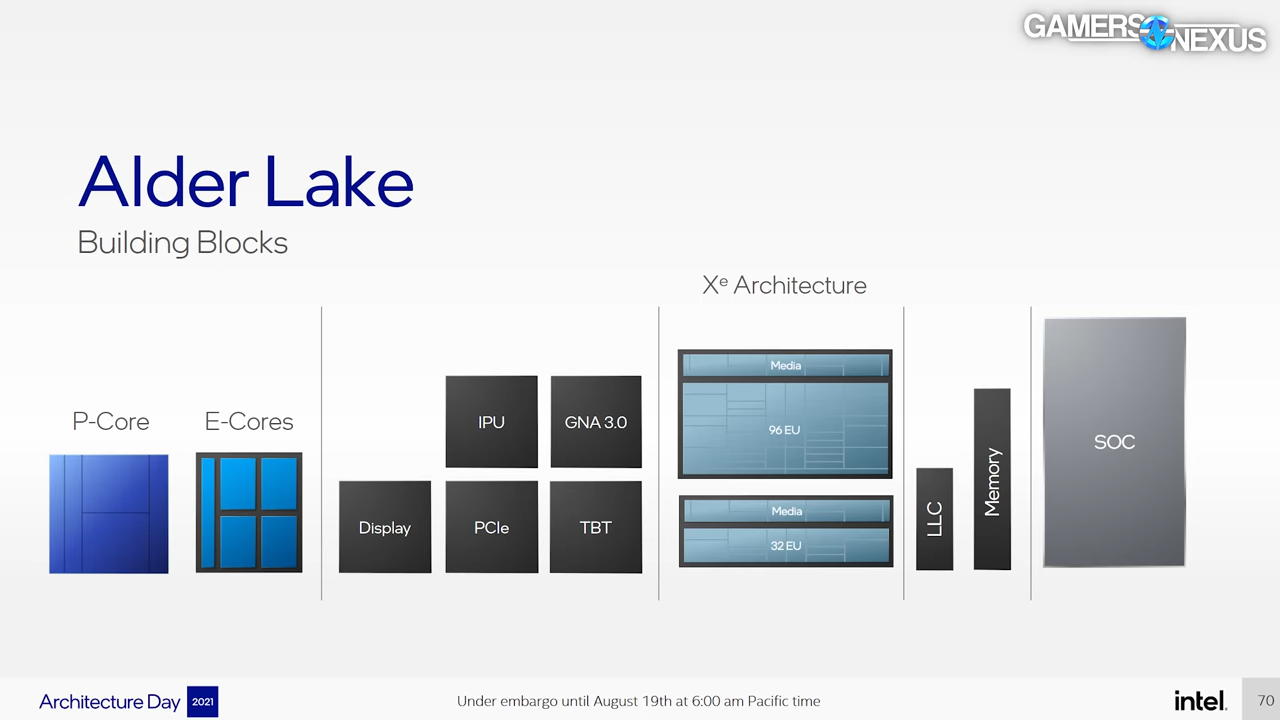 GAMERS NEXUS
Alder Lake
Building Blocks
Xe Architecture
P-Core
E-Cores
IPU
GNA 3.0
Display
PCIe
TBT
Media
96 EU
Media
32 EU
LLC
Memory
SOC
Architecture Day 2021
Under embargo until August 19th at 6:00 am Pacific time
intel.
70